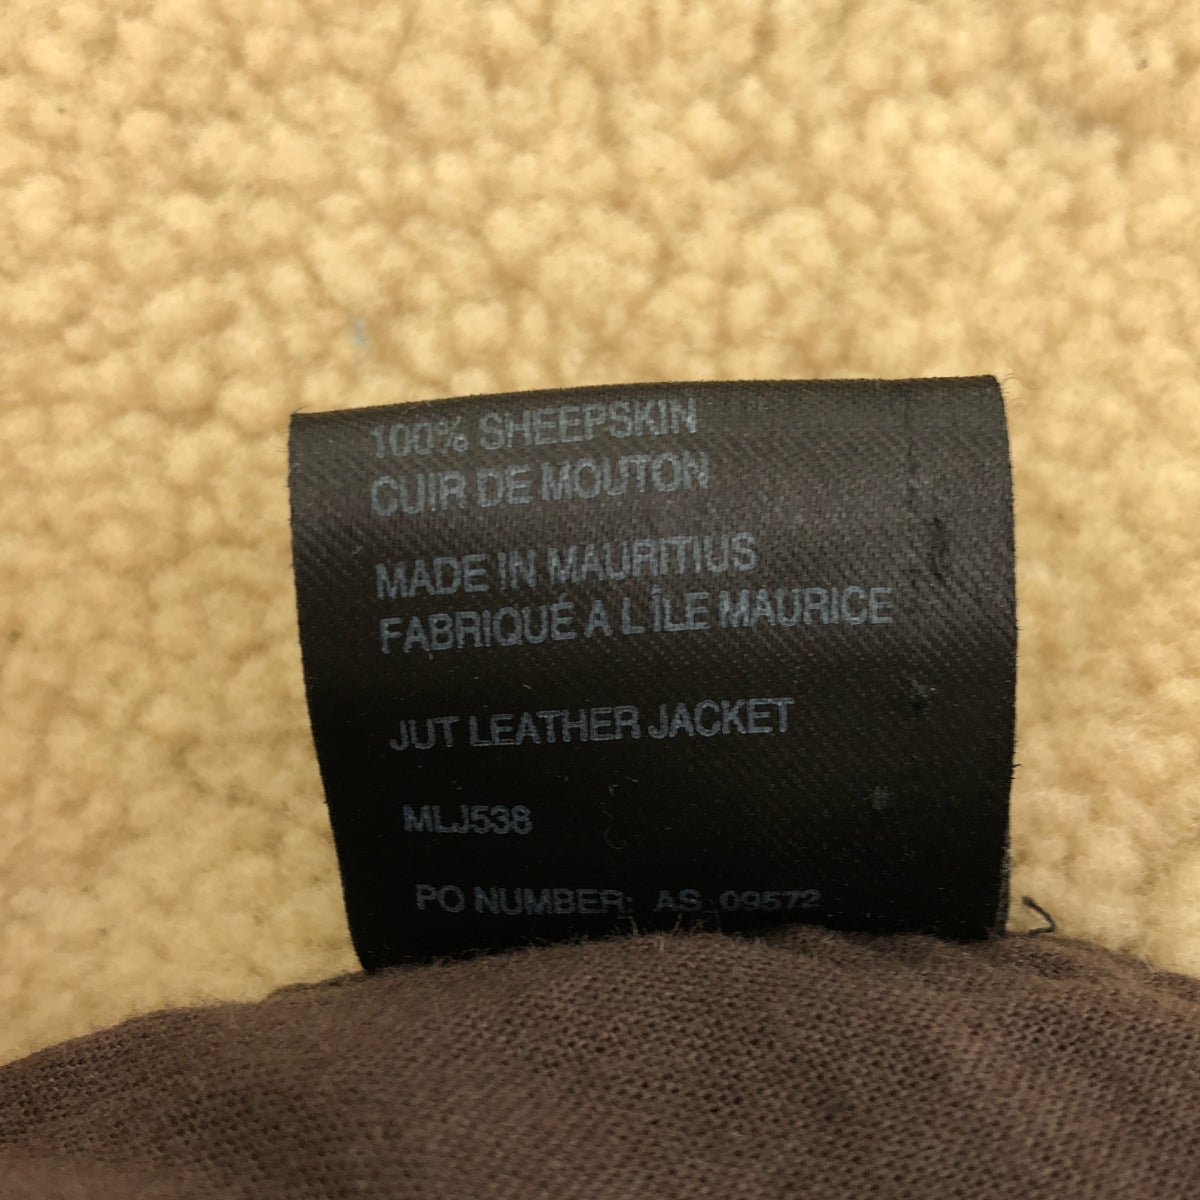 100% SHEEPSKIN
CUIR DE MOUTON
MADE IN MAURITIUS
FABRIQUÉ A L ÎLE MAURICE
JUT LEATHER JACKET
MLJ538
PO NUMBER: AS_09572